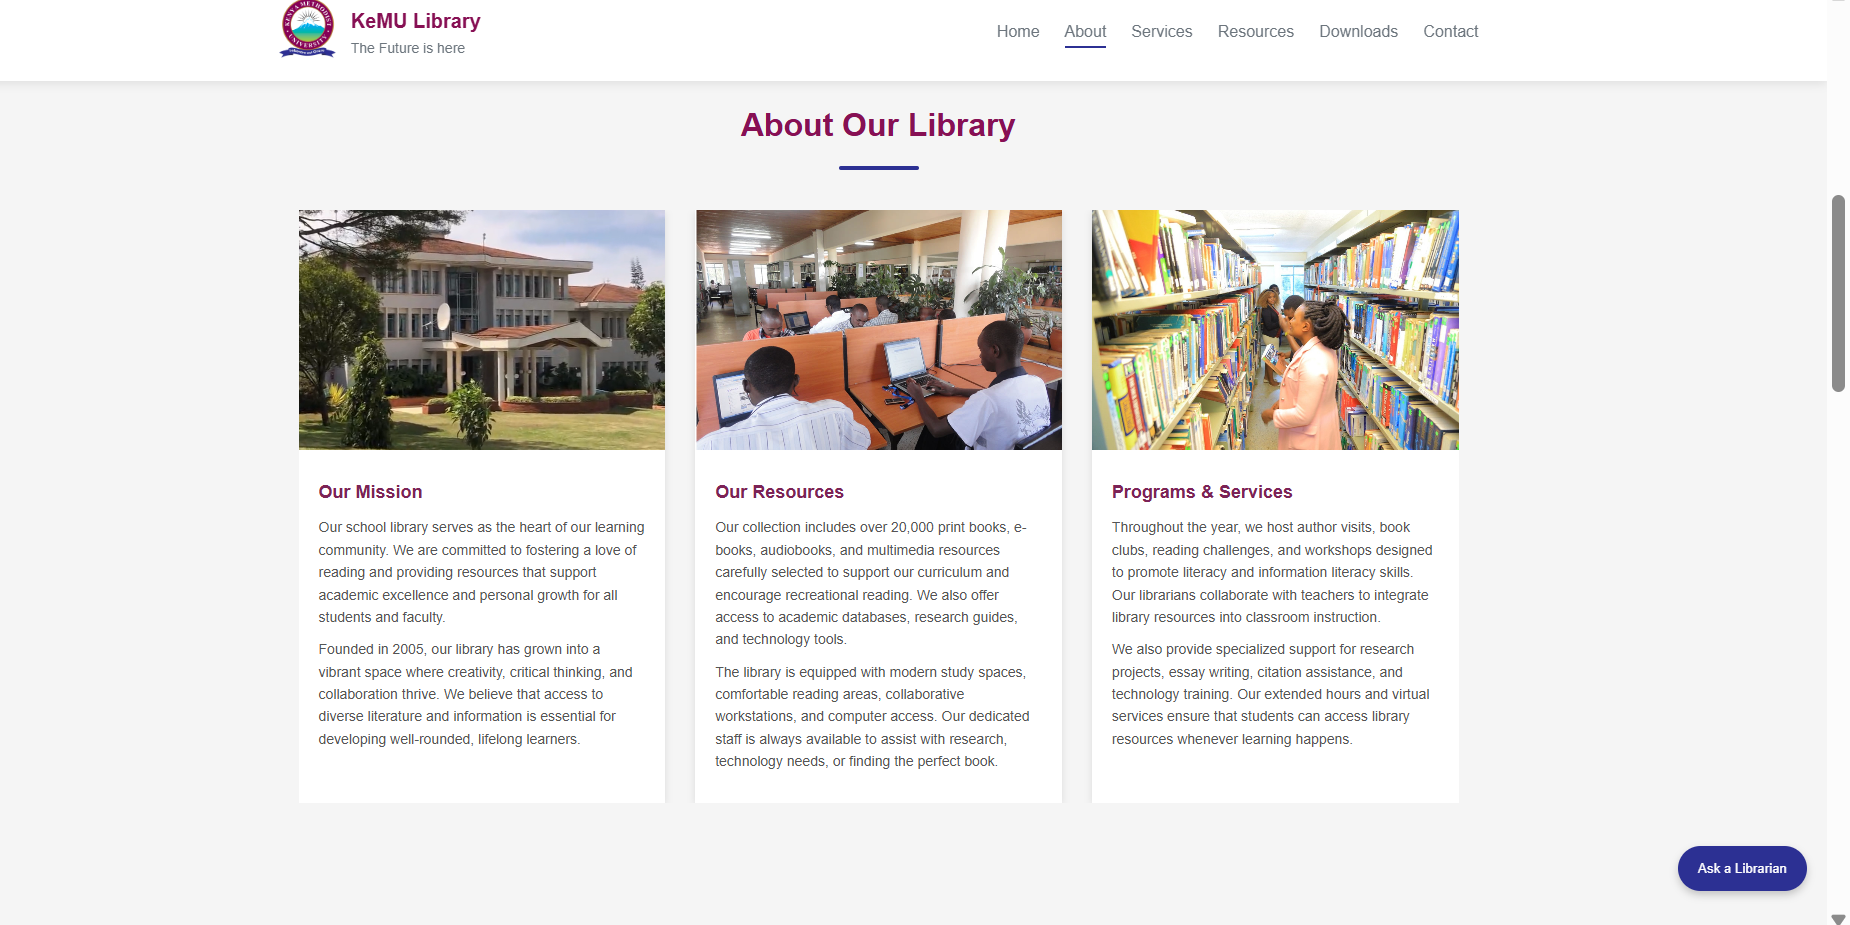 KENYA METHODIST
UNIVERSITY
KeMU Library
The Future is here
Home
About
Services
Resources
Downloads
Contact
About Our Library
Our Mission
Our school library serves as the heart of our learning
community. We are committed to fostering a love of
reading and providing resources that support
academic excellence and personal growth for all
students and faculty.
Founded in 2005, our library has grown into a
vibrant space where creativity, critical thinking, and
collaboration thrive. We believe that access to
diverse literature and information is essential for
developing well-rounded, lifelong learners.
Our Resources
Our collection includes over 20,000 print books, e-
books, audiobooks, and multimedia resources
carefully selected to support our curriculum and
encourage recreational reading. We also offer
access to academic databases, research guides,
and technology tools.
The library is equipped with modern study spaces,
comfortable reading areas, collaborative
workstations, and computer access. Our dedicated
staff is always available to assist with research,
technology needs, or finding the perfect book.
Programs & Services
Throughout the year, we host author visits, book
clubs, reading challenges, and workshops designed
to promote literacy and information literacy skills.
Our librarians collaborate with teachers to integrate
library resources into classroom instruction.
We also provide specialized support for research
projects, essay writing, citation assistance, and
technology training. Our extended hours and virtual
services ensure that students can access library
resources whenever learning happens.
Ask a Librarian